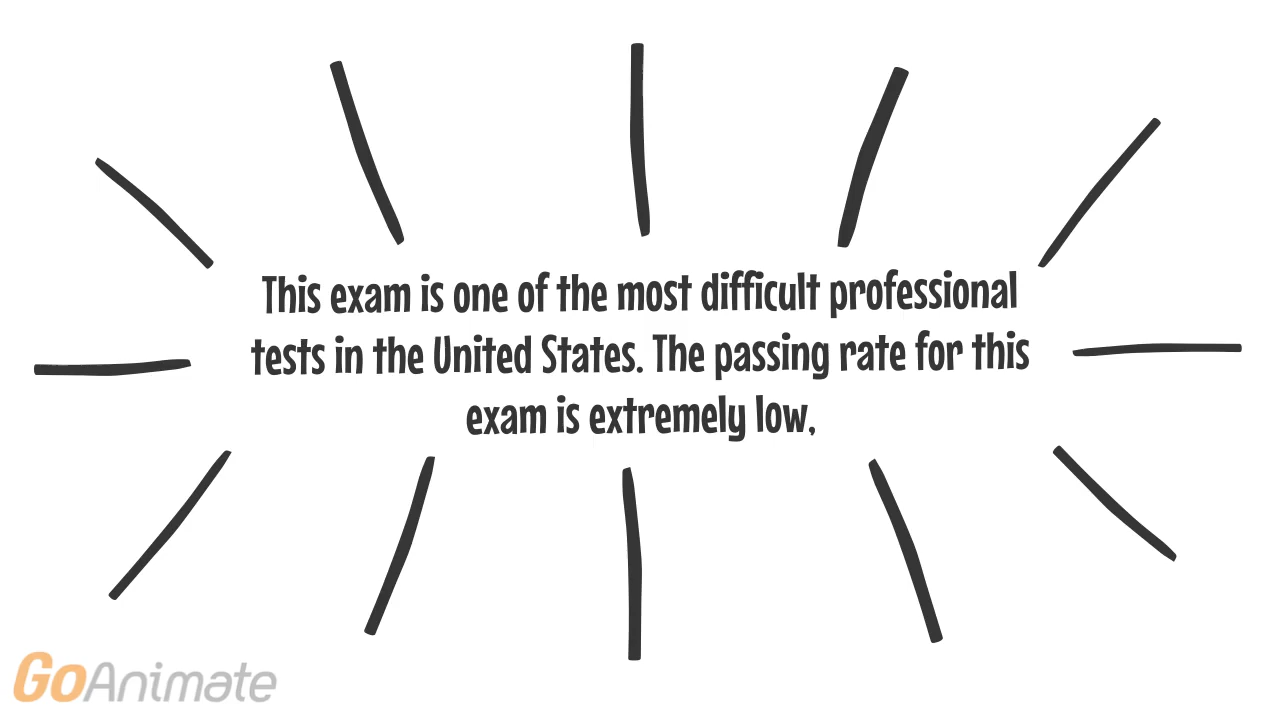 This exam is one of the most difficult professional
tests in the United States. The passing rate for this
exam is extremely low,
GoAnimate